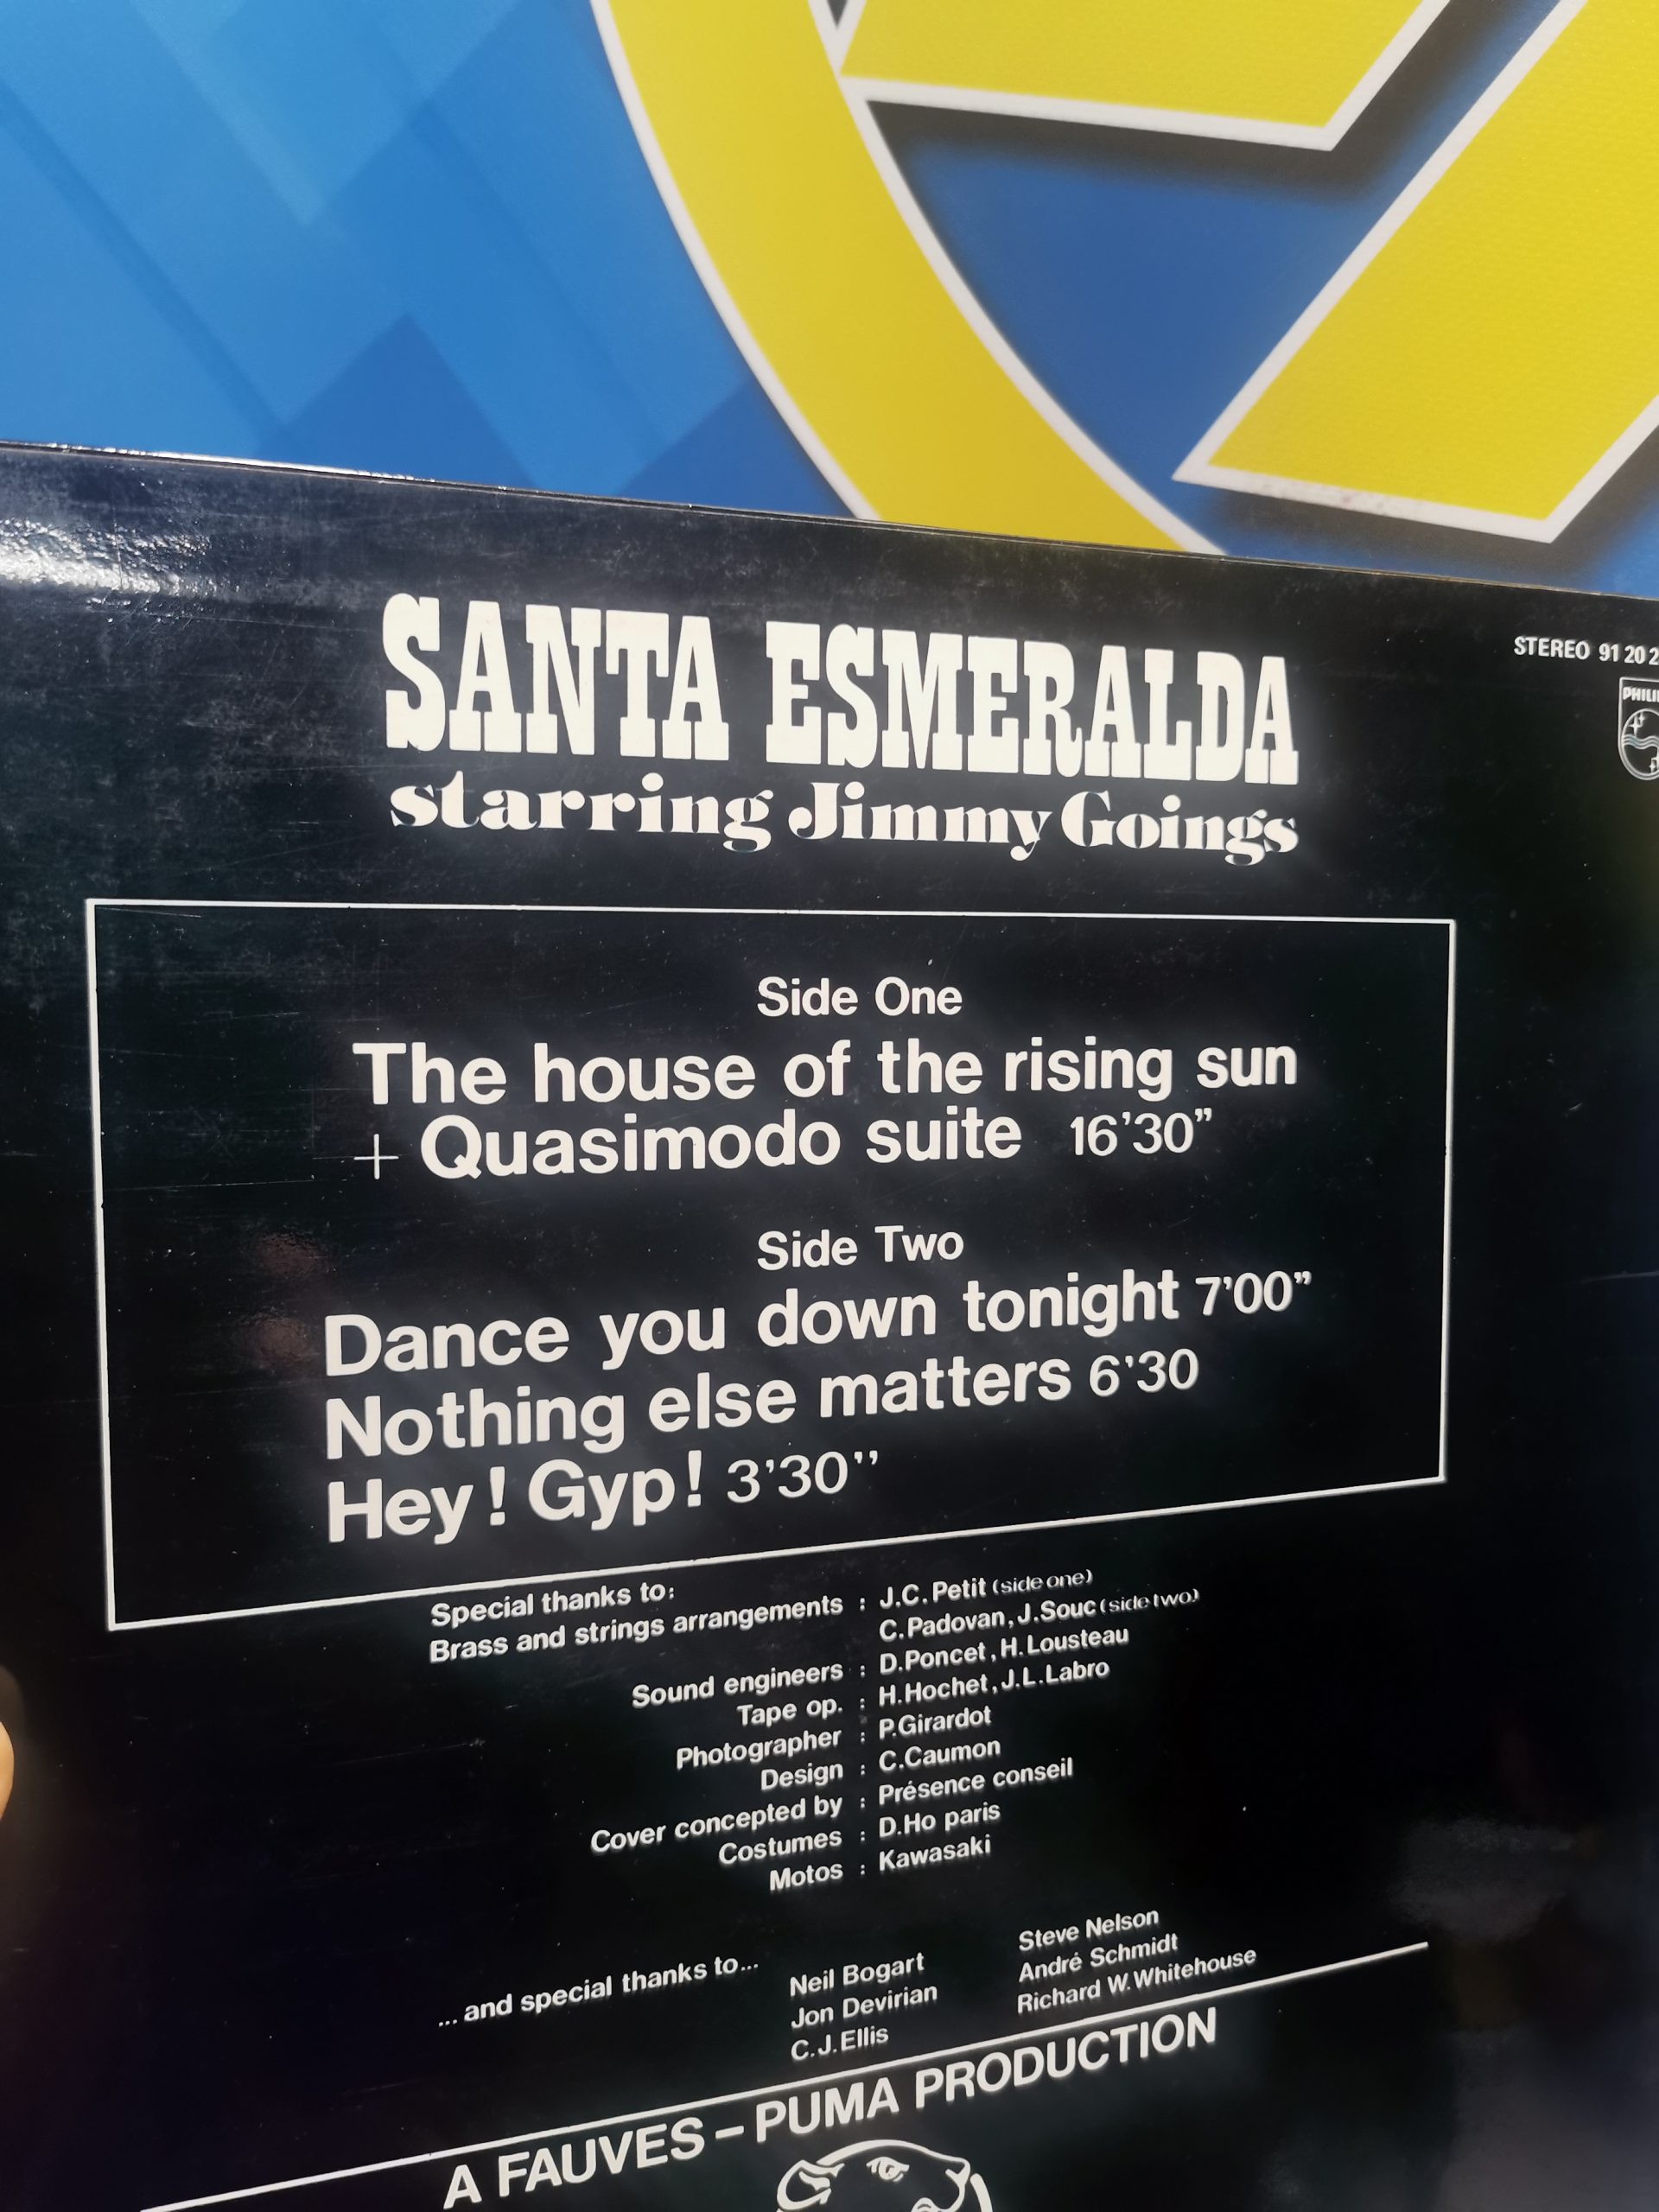 SANTA ESMERALDA
starring Jimmy Goings
STEREO 91 20 2
PHILI
Side One
The house of the rising sun
+ Quasimodo suite 16'30"
Side Two
Dance you down tonight 7'00"
Nothing else matters 6'30
Hey! Gyp! 3'30''
Special thanks to:
Brass and strings arrangements : J.C. Petit (side one)
C.Padovan, J.Souc (side two)
Sound engineers : D.Poncet, H.Lousteau
Tape op. : H.Hochet, J.L.Labro
Photographer : P.Girardot
Design : C.Caumon
Cover concepted by : Présence conseil
Costumes : D.Ho paris
Motos : Kawasaki
...and special thanks to...
Neil Bogart
Jon Devirian
C.J.Ellis
Steve Nelson
André Schmidt
Richard W.Whitehouse
A FAUVES – PUMA PRODUCTION